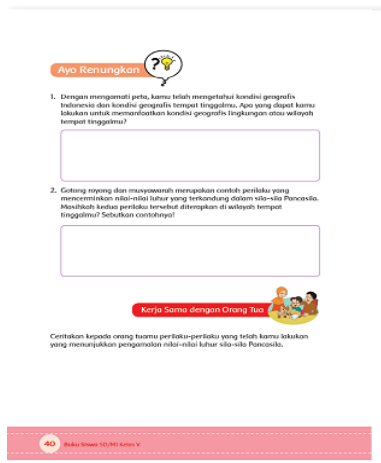 Ayo Renungkan
1. Dengan mengamati peta, kamu telah mengetahui kondisi geografis
Indonesia dan kondisi geografis tempat tinggalmu. Apa yang dapat kamu
lakukan untuk memanfaatkan kondisi geografis lingkungan atau wilayah
tempat tinggalmu?
2. Gotong royong dan musyawarah merupakan contoh perilaku yang
mencerminkan nilai-nilai luhur yang terkandung dalam sila-sila Pancasila.
Masihkah kedua perilaku tersebut diterapkan di wilayah tempat
tinggalmu? Sebutkan contohnya!
Kerja Sama dengan Orang Tua
Ceritakan kepada orang tuamu perilaku-perilaku yang telah kamu lakukan
yang menunjukkan pengamalan nilai-nilai luhur sila-sila Pancasila.
40 Buku Siswa SD/MI Kelas V